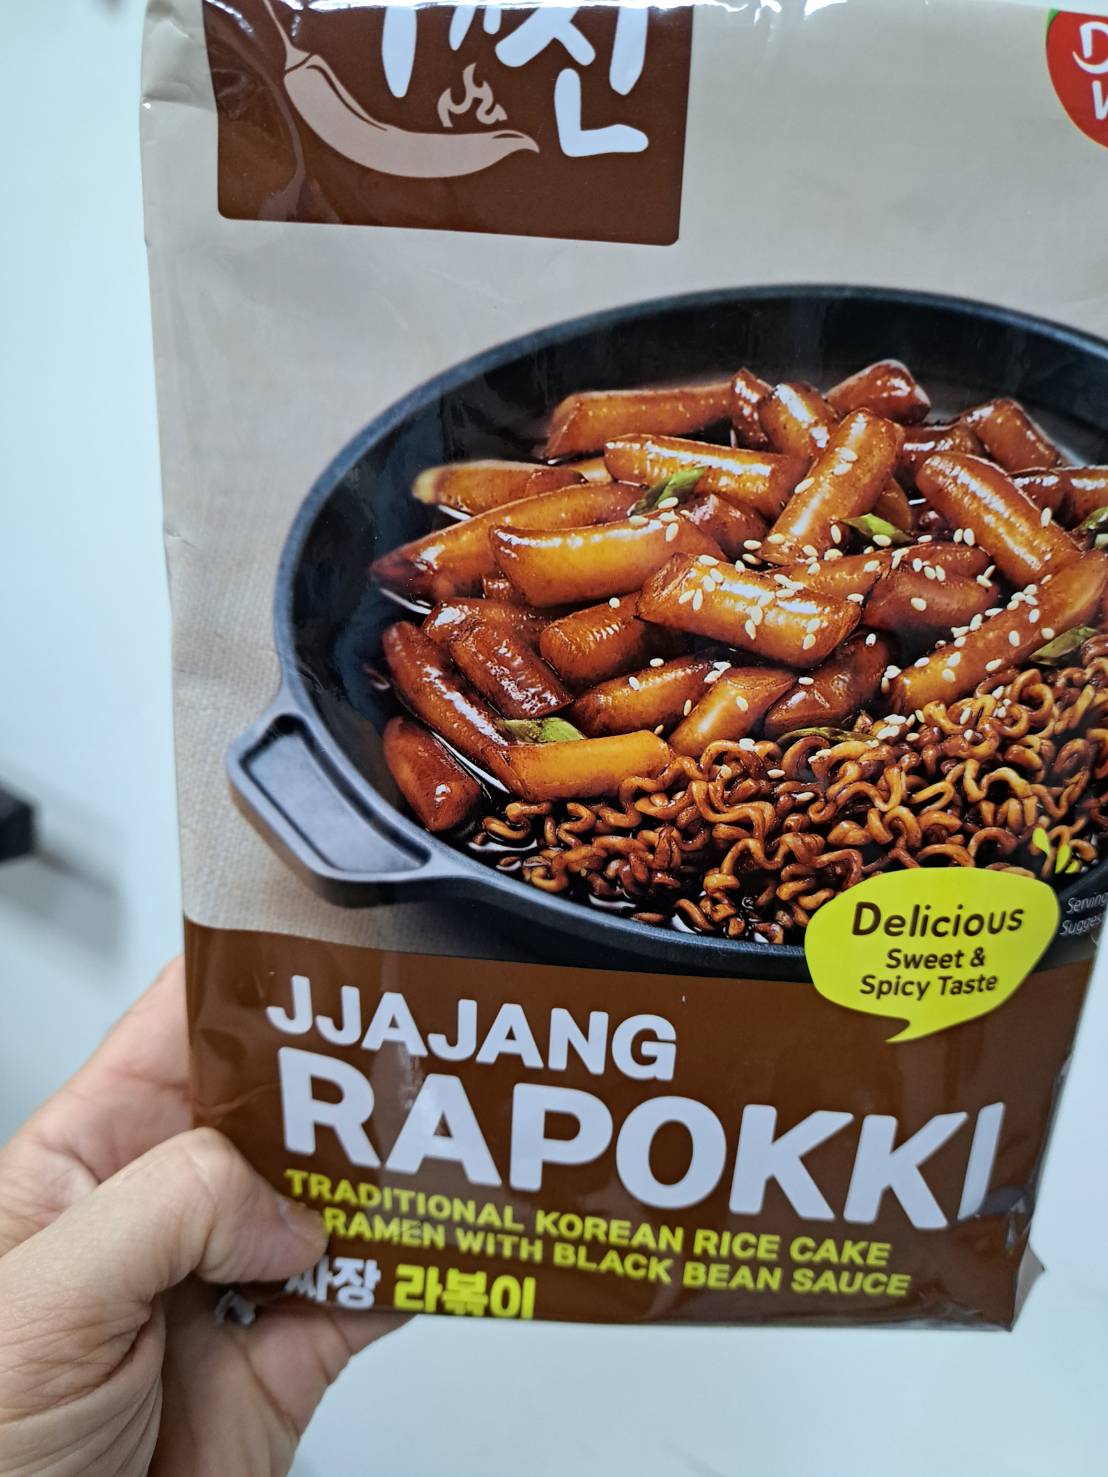 Delicious
Sweet &
Spicy Taste
Serving
JJAJANG
RAPOKKI
TRADITIONAL KOREAN RICE CAKE
RAMEN WITH BLACK BEAN SAUCE
짜장 라볶이